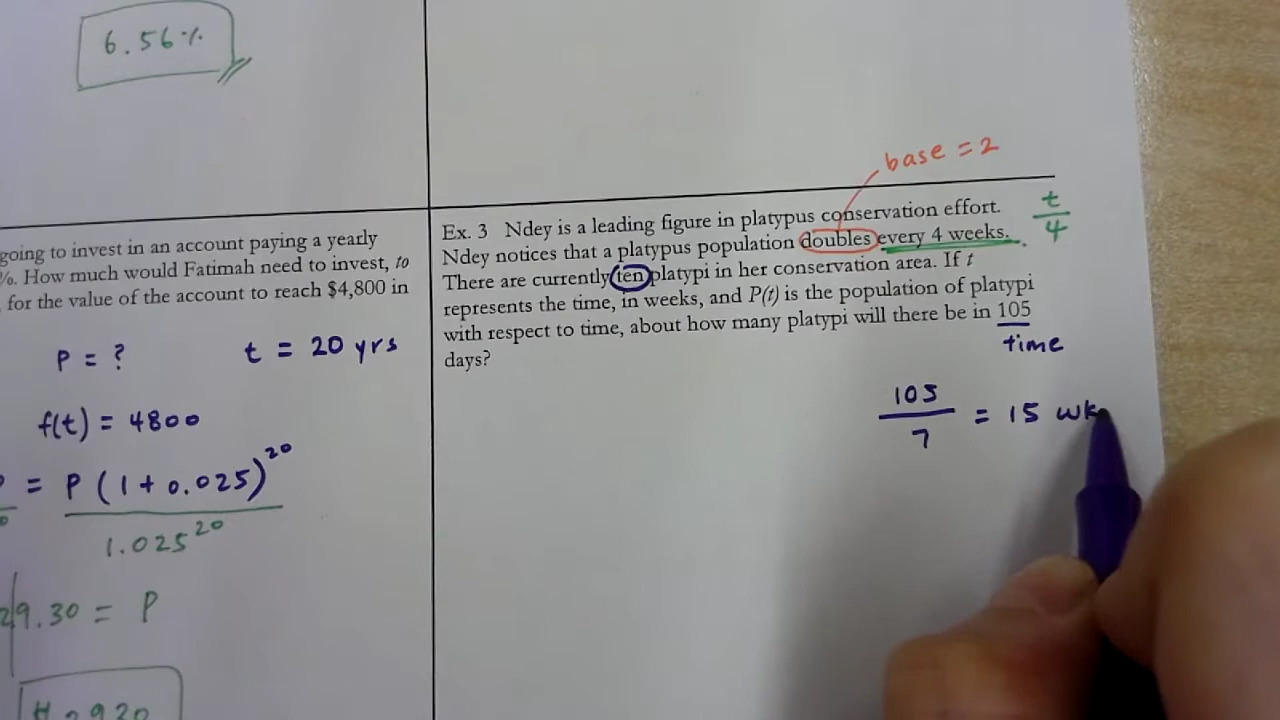 6.56%
base = 2
going to invest in an account paying a yearly
%. How much would Fatimah need to invest, to
for the value of the account to reach $4,800 in
P = ?
t = 20 yrs
f(t) = 4800
= P(1 + 0.025)^20
1.025^20
29.30 = P
2920
Ex. 3 Ndey is a leading figure in platypus conservation effort.
Ndey notices that a platypus population doubles every 4 weeks.
t/4
There are currently ten platypi in her conservation area. If t
represents the time, in weeks, and P(t) is the population of platypi
with respect to time, about how many platypi will there be in 105
days?
time
105/7 = 15 wk